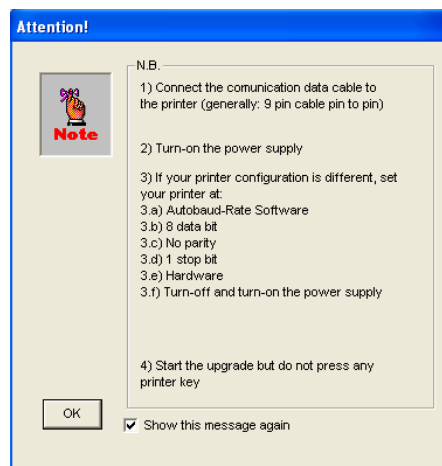 Attention!
N.B.
Note
1) Connect the comunication data cable to
the printer (generally: 9 pin cable pin to pin)
2) Turn-on the power supply
3) If your printer configuration is different, set
your printer at:
3.a) Autobaud-Rate Software
3.b) 8 data bit
3.c) No parity
3.d) 1 stop bit
3.e) Hardware
3.f) Turn-off and turn-on the power supply
4) Start the upgrade but do not press any
printer key
OK
Show this message again